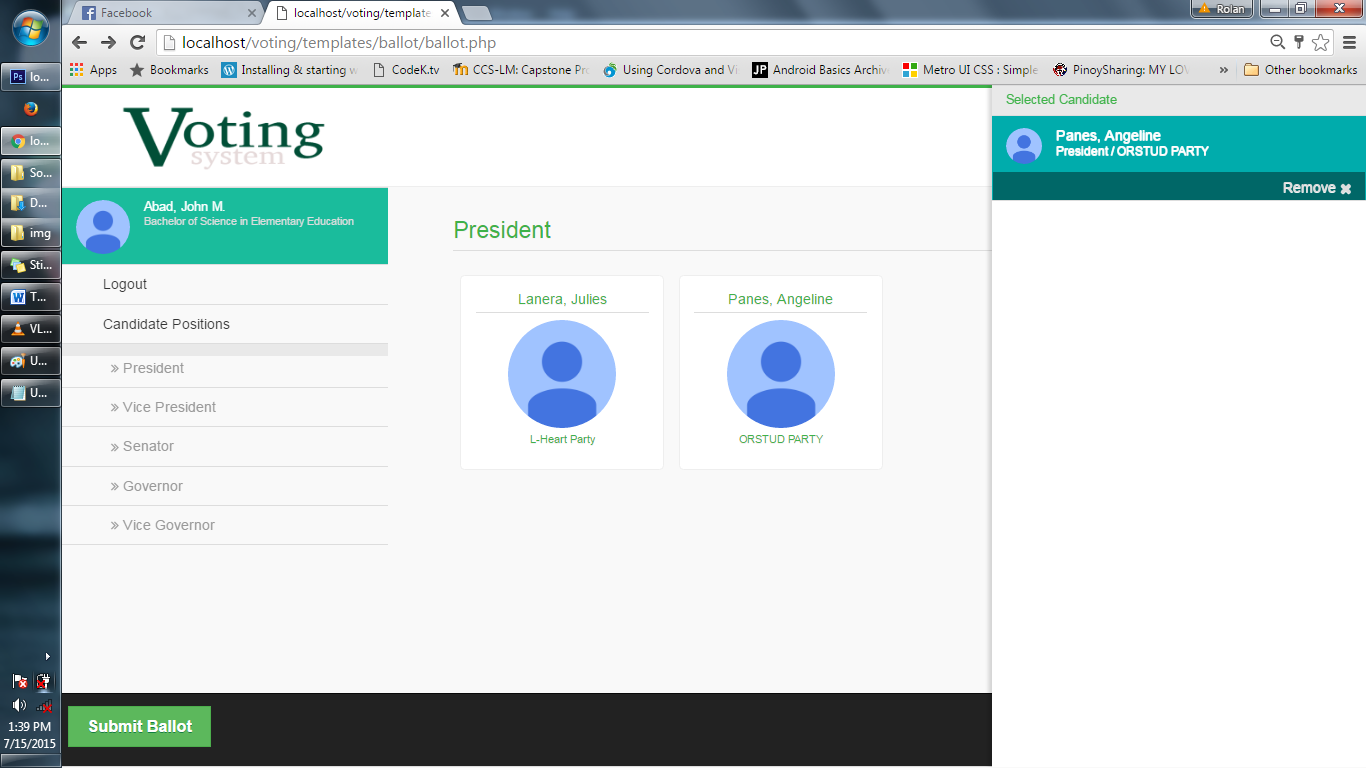 Facebook
localhost/voting/template
Rolan
localhost/voting/templates/ballot/ballot.php
Apps
Bookmarks
Installing & starting w
CodeK.tv
CCS-LM: Capstone Pr
Using Cordova and Vi
JP Android Basics Archiv
Metro UI CSS : Simple
PinoySharing: MY LOV
»
Other bookmarks
Ps lo...
lo...
So...
D...
img
Sti...
W T...
VL...
U...
U...
1:39 PM
7/15/2015
Voting
system
Abad, John M.
Bachelor of Science in Elementary Education
Logout
Candidate Positions
» President
» Vice President
» Senator
» Governor
» Vice Governor
President
Lanera, Julies
L-Heart Party
Panes, Angeline
ORSTUD PARTY
Selected Candidate
Panes, Angeline
President / ORSTUD PARTY
Remove ✖
Submit Ballot